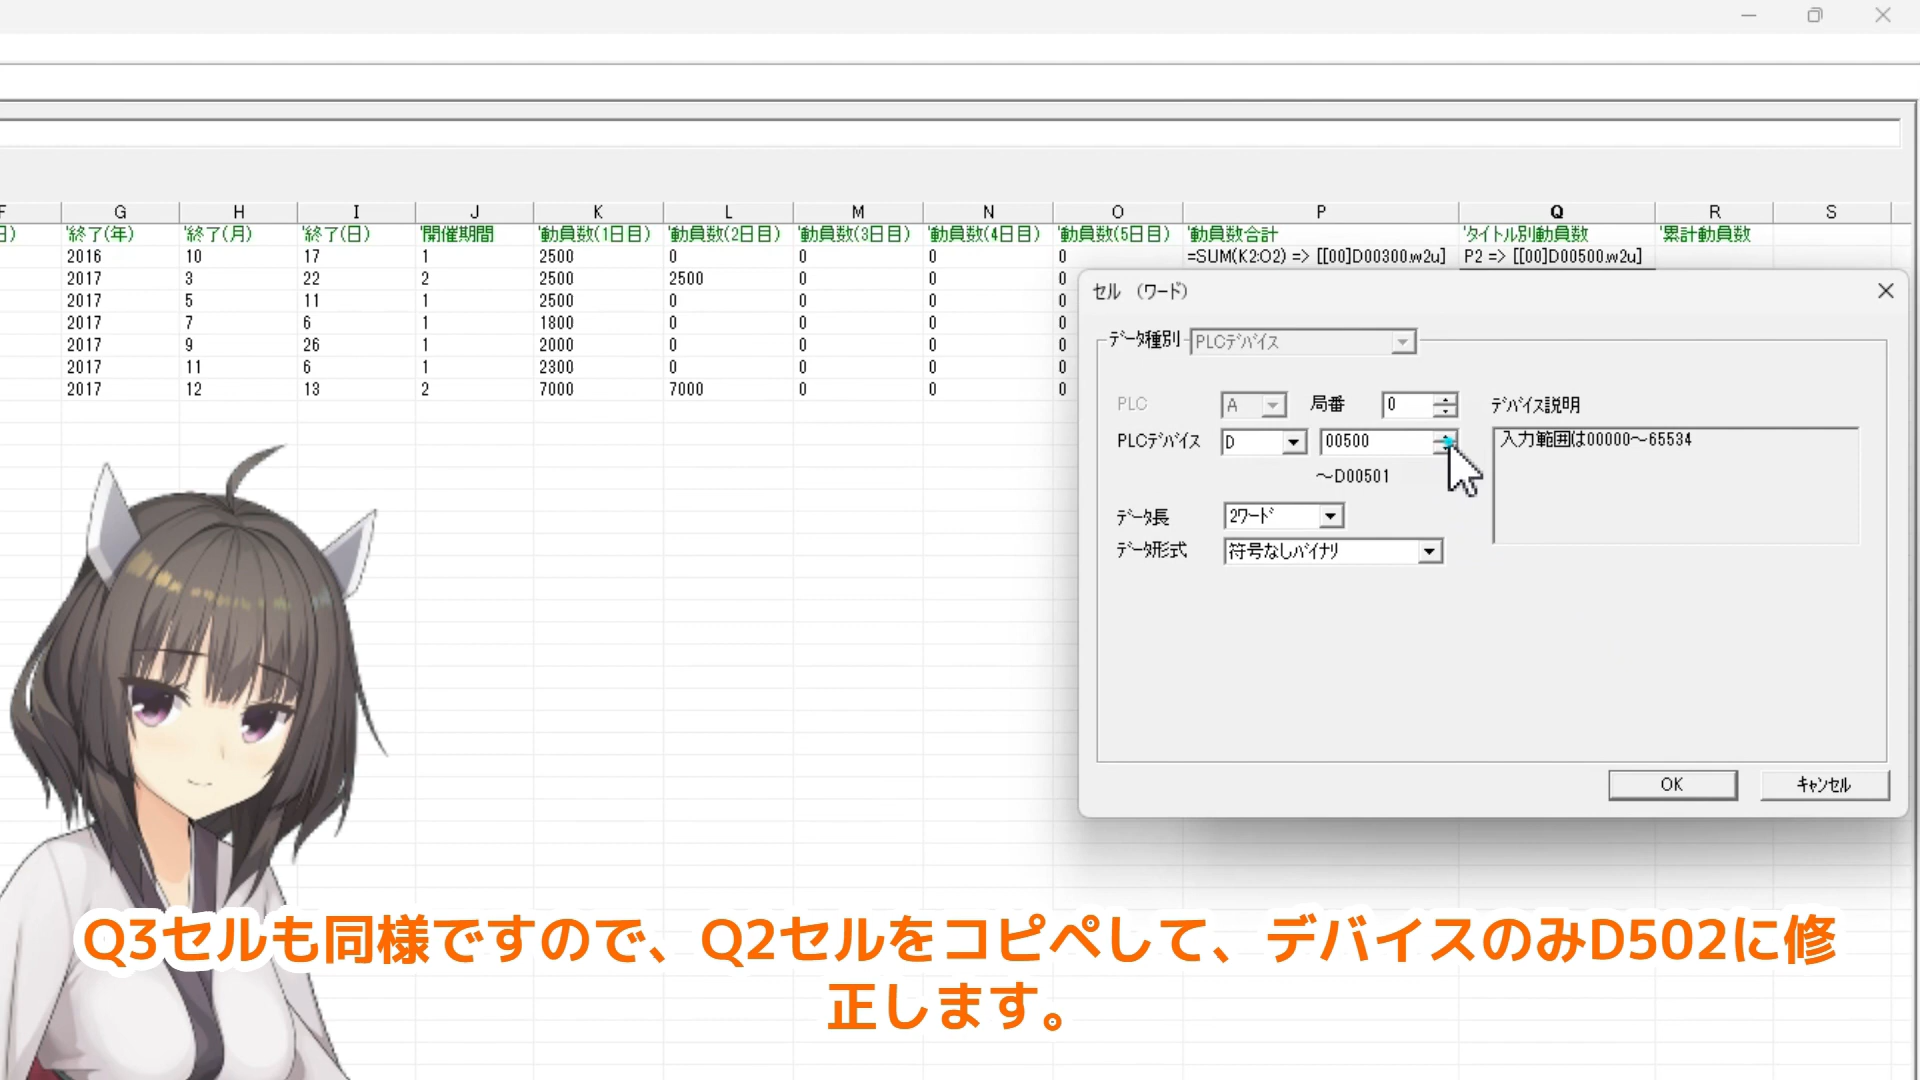 F G H I J K L M N O P Q R S
日) '終了(年) '終了(月) '終了(日) '開催期間 '動員数(1日目) '動員数(2日目) '動員数(3日目) '動員数(4日目) '動員数(5日目) '動員数合計 'タイトル別動員数 '累計動員数
2016 10 17 1 2500 0 0 0 0 =SUM(K2:O2) => [[00]D00300.w2u] P2 => [[00]D00500.w2u]
2017 3 22 2 2500 2500 0 0 0
2017 5 11 1 2500 0 0 0 0
2017 7 6 1 1800 0 0 0 0
2017 9 26 1 2000 0 0 0 0
2017 11 6 1 2300 0 0 0 0
2017 12 13 2 7000 7000 0 0 0
セル (ワード)
データ種別 PLCデバイス
PLC A 局番 0 デバイス説明
PLCデバイス D 00500 入力範囲は00000～65534
～D00501
データ長 2ワード
データ形式 符号なしバイナリ
OK キャンセル
Q3セルも同様ですので、Q2セルをコピペして、デバイスのみD502に修
正します。